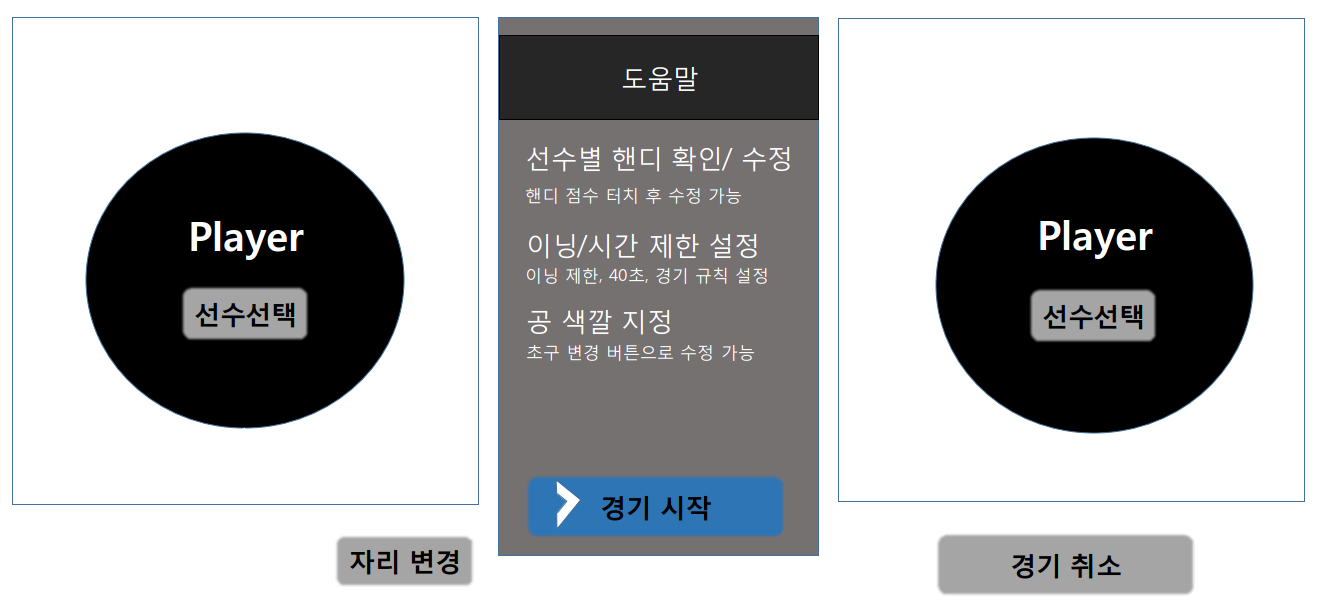 Player
선수선택
자리 변경
도움말
선수별 핸디 확인/ 수정
핸디 점수 터치 후 수정 가능
이닝/시간 제한 설정
이닝 제한, 40초, 경기 규칙 설정
공 색깔 지정
초구 변경 버튼으로 수정 가능
경기 시작
Player
선수선택
경기 취소